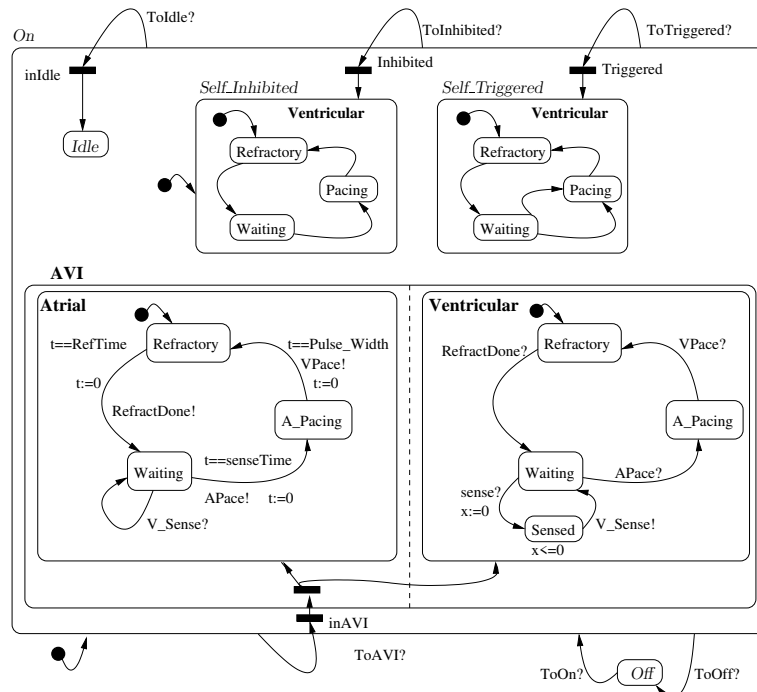 ToIdle?
ToInhibited?
ToTriggered?
On
inIdle
Inhibited
Triggered
Self_Inhibited
Self_Triggered
Ventricular
Ventricular
Idle
Refractory
Refractory
Pacing
Pacing
Waiting
Waiting
AVI
Atrial
Ventricular
t==RefTime
Refractory
t==Pulse_Width
RefractDone?
Refractory
VPace?
VPace!
t:=0
t:=0
RefractDone!
A_Pacing
A_Pacing
Waiting
t==senseTime
Waiting
APace?
APace!
t:=0
sense?
x:=0
V_Sense?
Sensed
V_Sense!
x<=0
inAVI
ToAVI?
ToOn?
Off
ToOff?